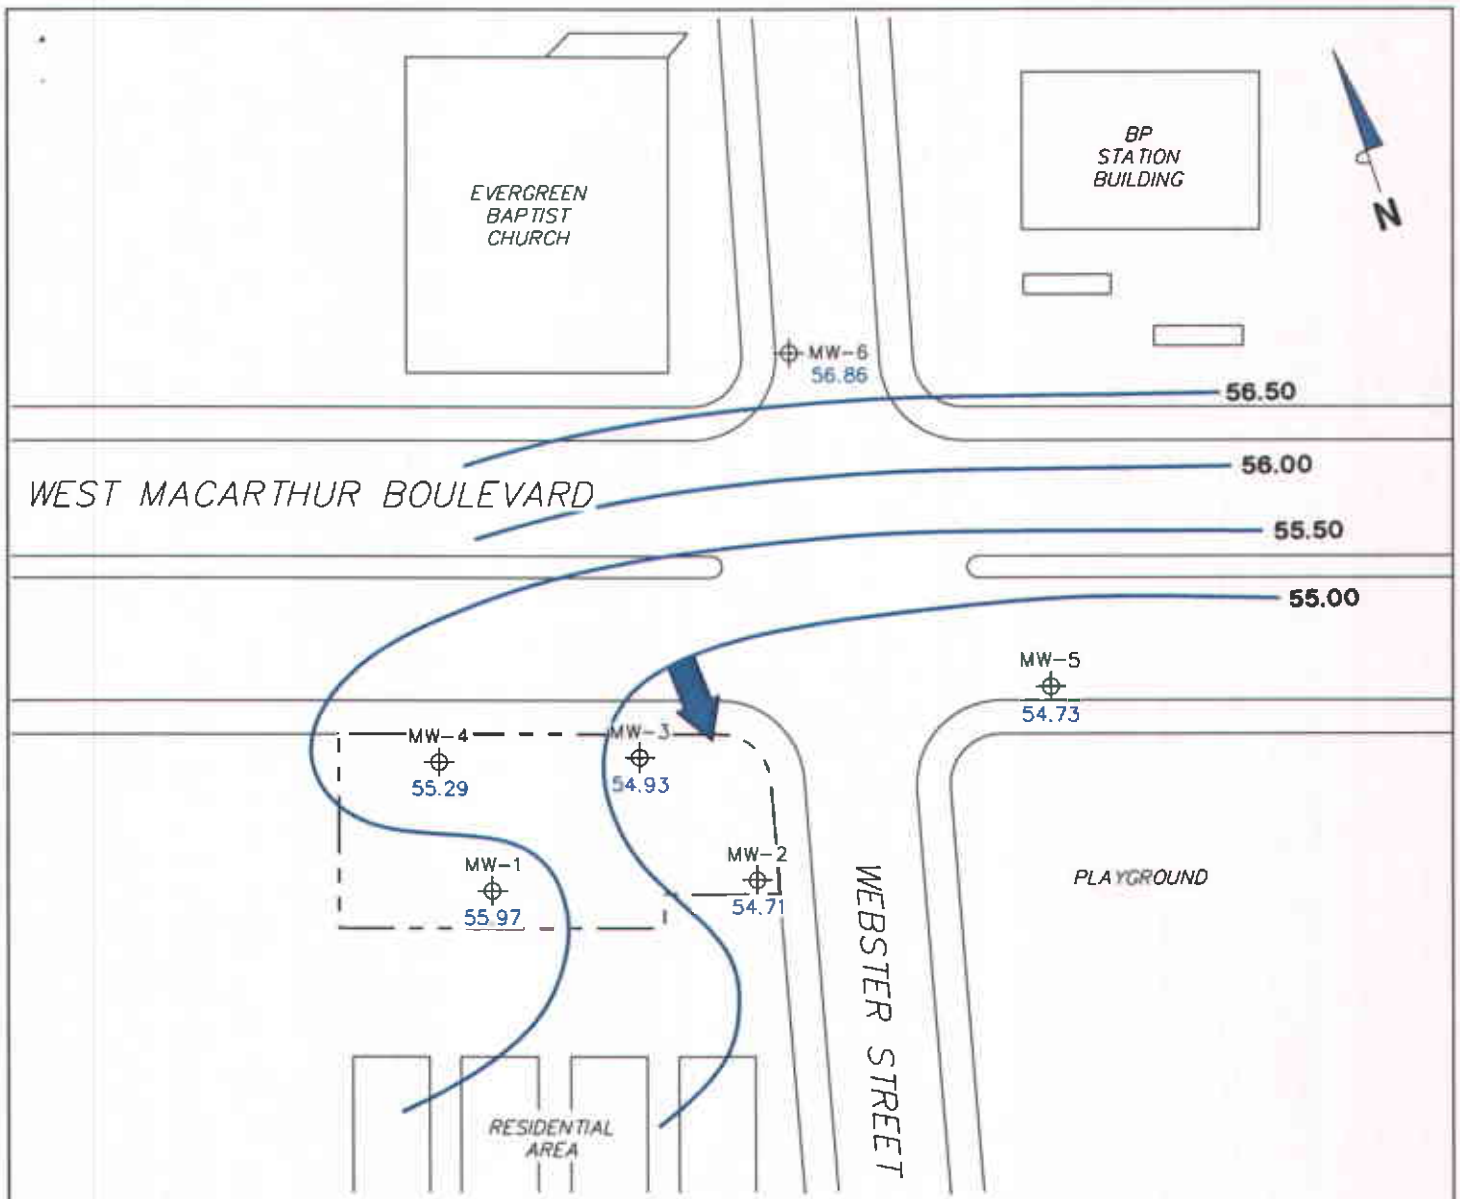 EVERGREEN
BAPTIST
CHURCH
BP
STATION
BUILDING
N
MW-6
56.86
56.50
56.00
WEST MACARTHUR BOULEVARD
55.50
55.00
MW-5
54.73
MW-4
55.29
MW-3
54.93
MW-1
55.97
MW-2
54.71
WEBSTER STREET
PLAYGROUND
RESIDENTIAL
AREA